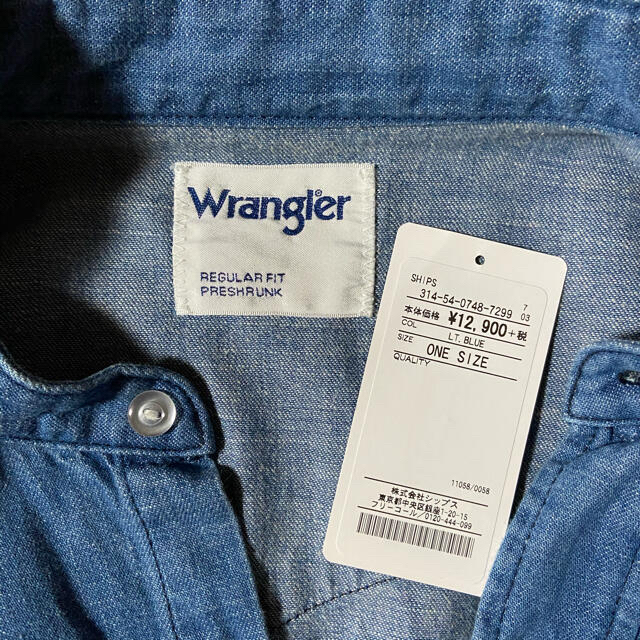 Wrangler
REGULAR FIT
PRESHRUNK
SHIPS
314-54-0748-7299
7
03
本体価格 ¥12,900+税
COL LT. BLUE
SIZE ONE SIZE
QUALITY
11058/0058
株式会社シップス
東京都中央区銀座1-20-15
フリーコール/0120-444-099